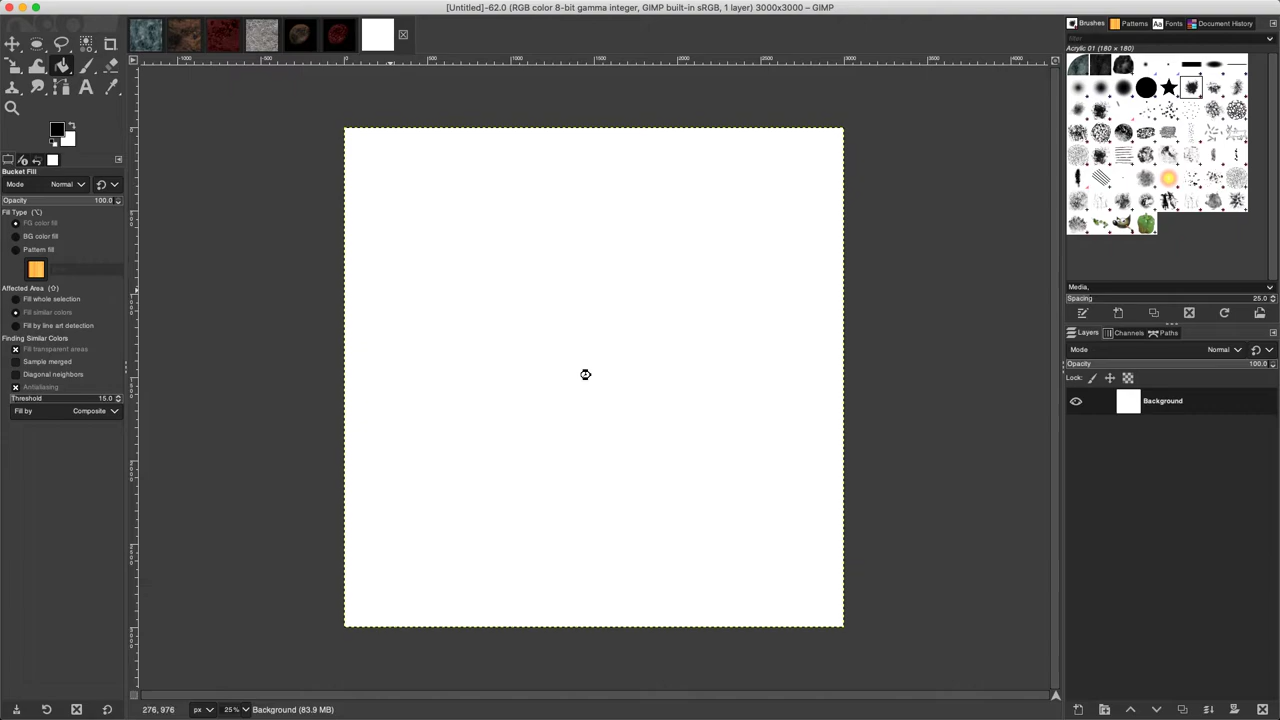 [Untitled]-62.0 (RGB color 8-bit gamma integer, GIMP built-in sRGB, 1 layer) 3000x3000 – GIMP
Brushes Patterns Aa Fonts Document History
filter
Acrylic 01 (180 × 180)
Bucket Fill
Mode Normal
Opacity 100.0
Fill Type (⌥)
FG color fill
BG color fill
Pattern fill
Affected Area (⇧)
Fill whole selection
Fill similar colors
Fill by line art detection
Finding Similar Colors
Fill transparent areas
Sample merged
Diagonal neighbors
Antialiasing
Threshold 15.0
Fill by Composite
Media,
Spacing 25.0
Layers Channels Paths
Mode Normal
Opacity 100.0
Lock:
Background
276, 976 px 25% Background (83.9 MB)